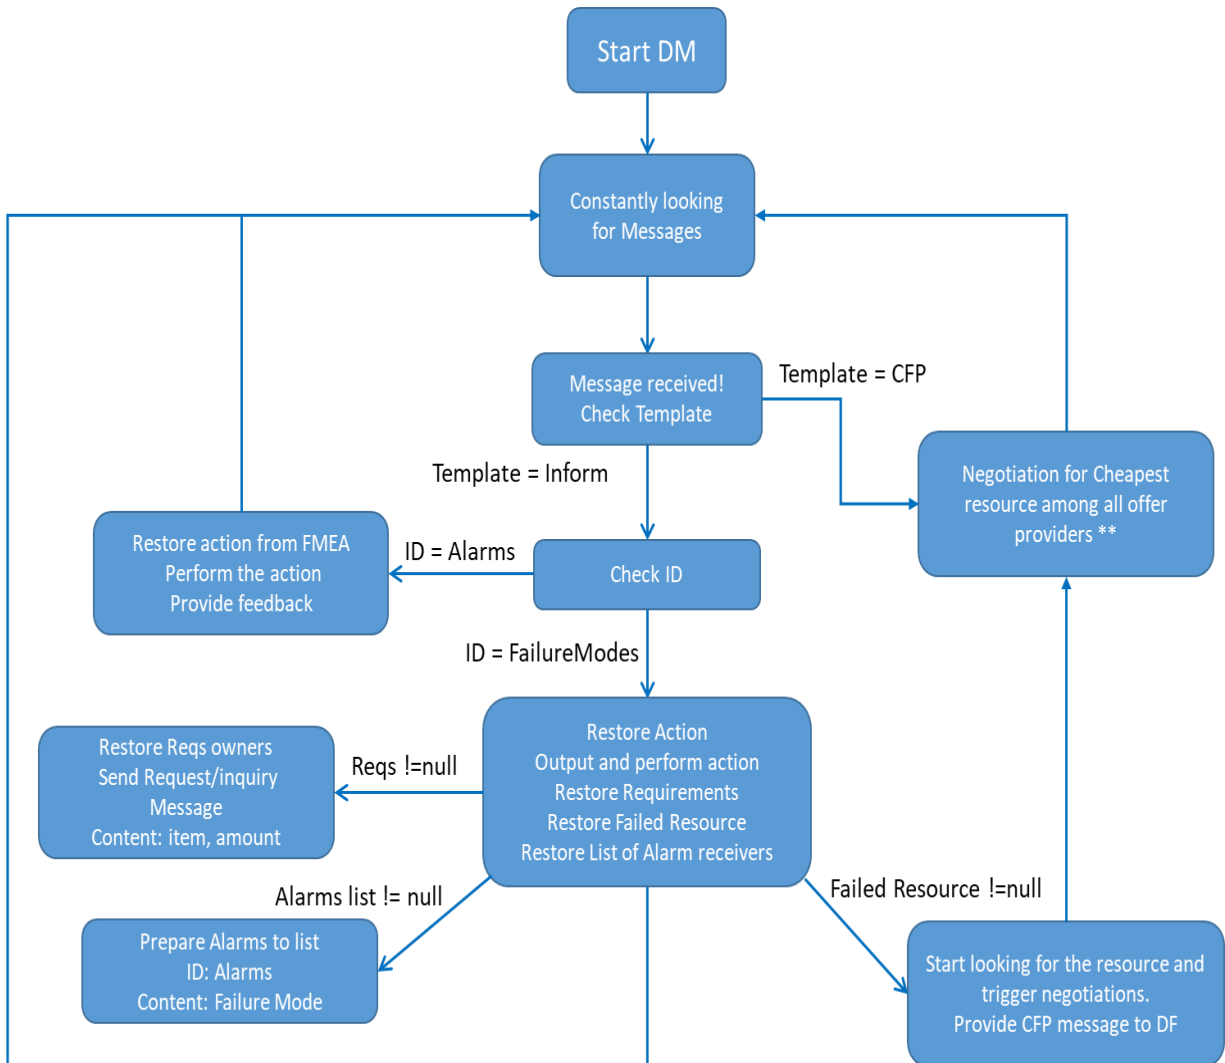 Start DM
Constantly looking
for Messages
Message received!
Check Template
Template = CFP
Template = Inform
Negotiation for Cheapest
resource among all offer
providers **
Restore action from FMEA
Perform the action
Provide feedback
ID = Alarms
Check ID
ID = FailureModes
Restore Action
Output and perform action
Restore Requirements
Restore Failed Resource
Restore List of Alarm receivers
Reqs !=null
Restore Reqs owners
Send Request/inquiry
Message
Content: item, amount
Alarms list != null
Failed Resource !=null
Prepare Alarms to list
ID: Alarms
Content: Failure Mode
Start looking for the resource and
trigger negotiations.
Provide CFP message to DF